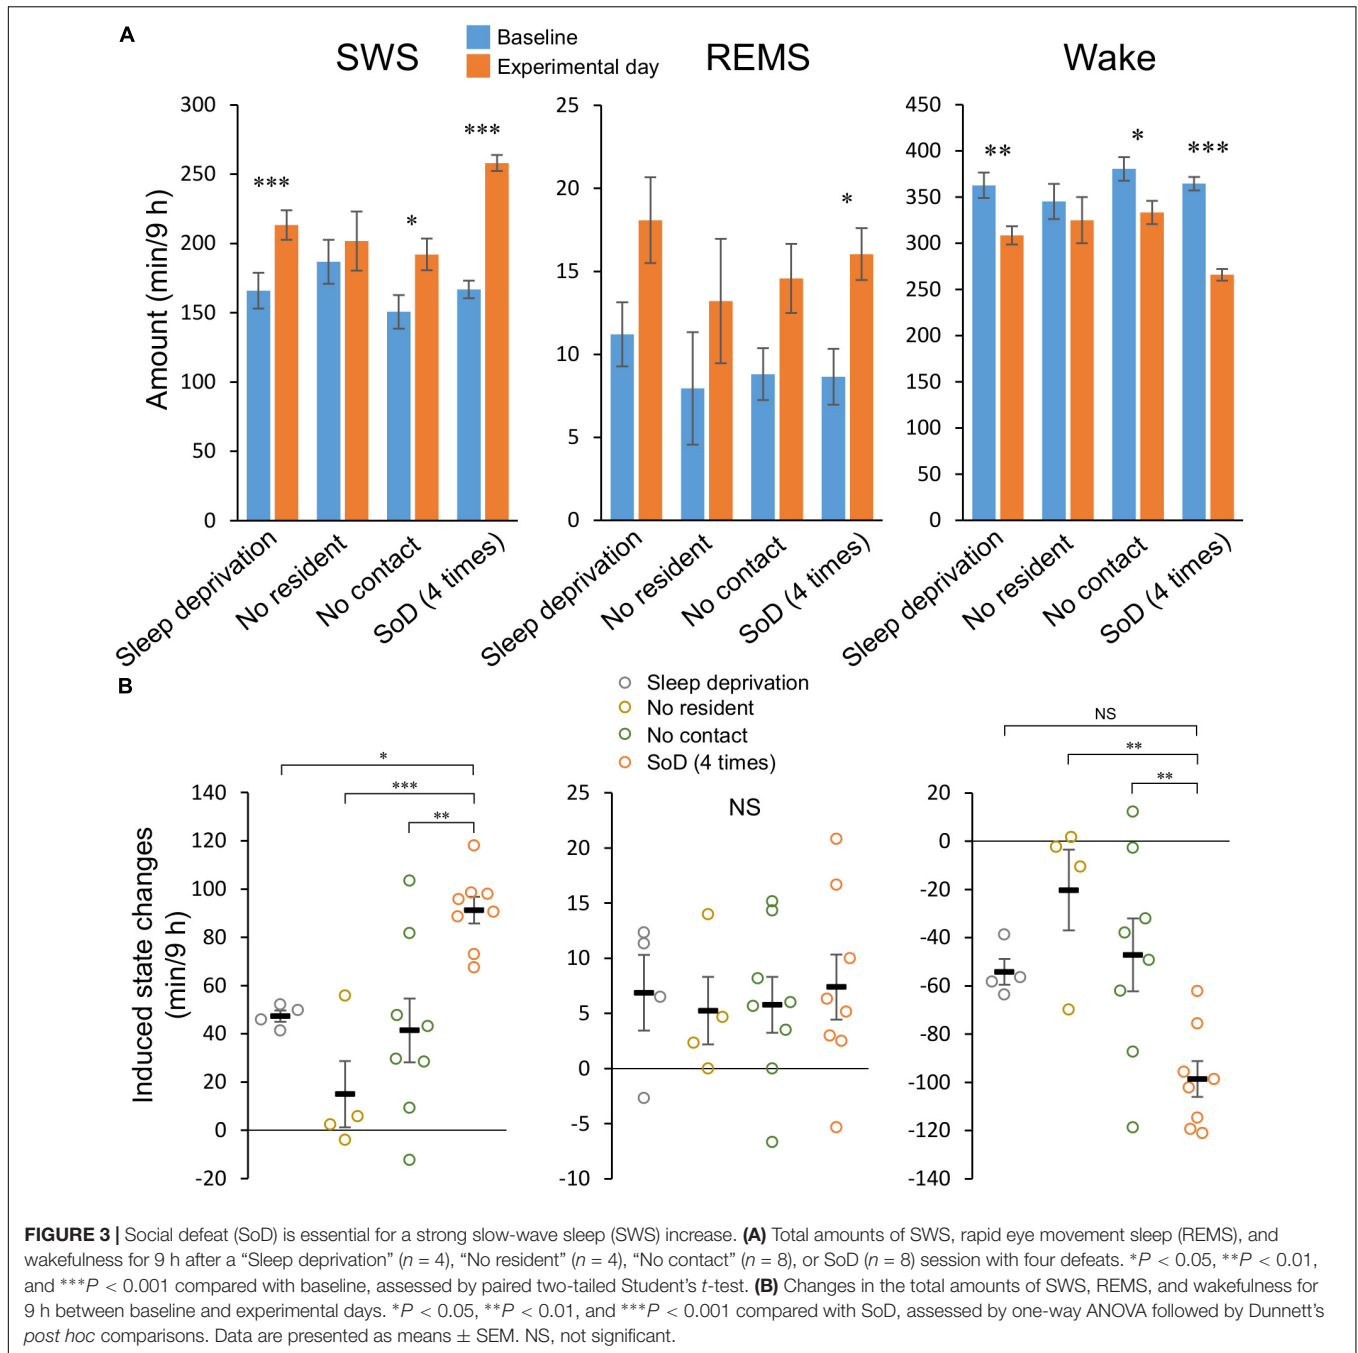 A
SWS
Baseline
Experimental day
REMS
Wake
Amount (min/9 h)
300
250
200
150
100
50
0
***
*
***
Sleep deprivation
No resident
No contact
SoD (4 times)
25
20
15
10
5
0
*
Sleep deprivation
No resident
No contact
SoD (4 times)
450
400
350
300
250
200
150
100
50
0
**
*
***
Sleep deprivation
No resident
No contact
SoD (4 times)
B
Sleep deprivation
No resident
No contact
SoD (4 times)
Induced state changes
(min/9 h)
140
120
100
80
60
40
20
0
-20
*
***
**
25
20
15
10
5
0
-5
-10
NS
20
0
-20
-40
-60
-80
-100
-120
-140
NS
**
**
FIGURE 3 | Social defeat (SoD) is essential for a strong slow-wave sleep (SWS) increase. (A) Total amounts of SWS, rapid eye movement sleep (REMS), and
wakefulness for 9 h after a “Sleep deprivation” (n = 4), “No resident” (n = 4), “No contact” (n = 8), or SoD (n = 8) session with four defeats. *P < 0.05, **P < 0.01,
and ***P < 0.001 compared with baseline, assessed by paired two-tailed Student’s t-test. (B) Changes in the total amounts of SWS, REMS, and wakefulness for
9 h between baseline and experimental days. *P < 0.05, **P < 0.01, and ***P < 0.001 compared with SoD, assessed by one-way ANOVA followed by Dunnett’s
post hoc comparisons. Data are presented as means ± SEM. NS, not significant.